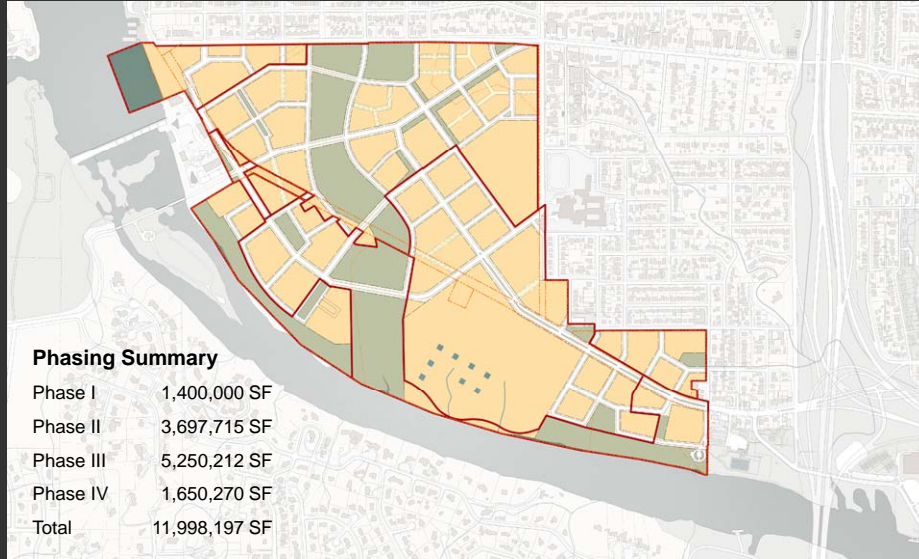 Phasing Summary
Phase I 1,400,000 SF
Phase II 3,697,715 SF
Phase III 5,250,212 SF
Phase IV 1,650,270 SF
Total 11,998,197 SF